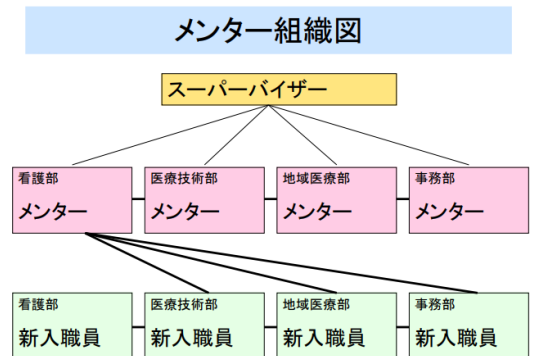 メンター組織図
スーパーバイザー
看護部
メンター
医療技術部
メンター
地域医療部
メンター
事務部
メンター
看護部
新入職員
医療技術部
新入職員
地域医療部
新入職員
事務部
新入職員